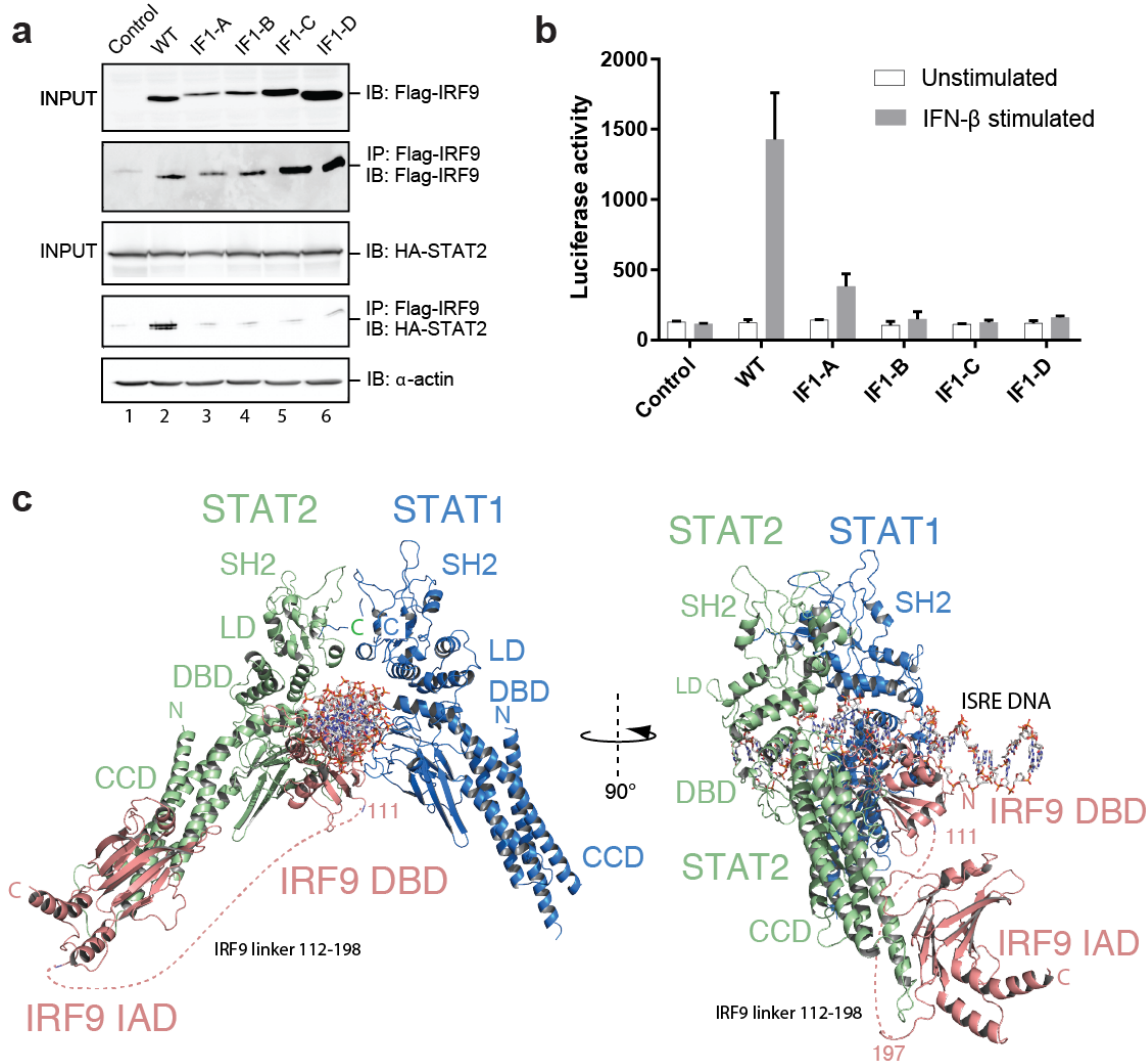 a
Control
WT
IF1-A
IF1-B
IF1-C
IF1-D
INPUT
IB: Flag-IRF9
IP: Flag-IRF9
IB: Flag-IRF9
INPUT
IB: HA-STAT2
IP: Flag-IRF9
IB: HA-STAT2
IB: α-actin
1 2 3 4 5 6
b
Luciferase activity
2000
1500
1000
500
0
Unstimulated
IFN-β stimulated
Control
WT
IF1-A
IF1-B
IF1-C
IF1-D
c
STAT2
STAT1
SH2
SH2
LD
C
C
LD
DBD
DBD
N
N
CCD
CCD
111
C
IRF9 DBD
IRF9 linker 112-198
IRF9 IAD
90°
STAT2
STAT1
SH2
SH2
LD
ISRE DNA
DBD
N
IRF9 DBD
111
STAT2
CCD
IRF9 IAD
C
IRF9 linker 112-198
197